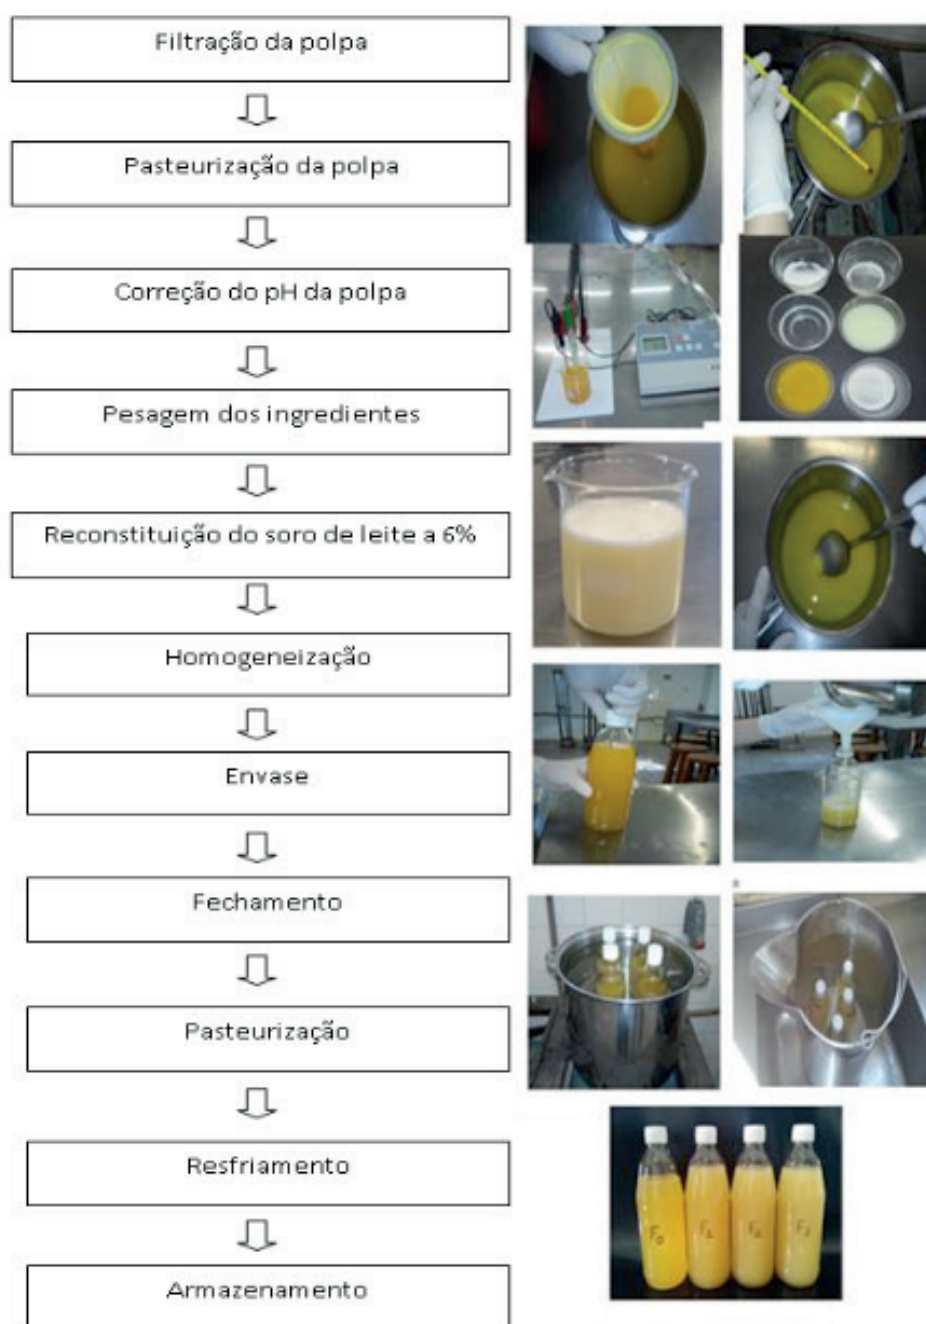 Filtração da polpa
Pasteurização da polpa
Correção do pH da polpa
Pesagem dos ingredientes
Reconstituição do soro de leite a 6%
Homogeneização
Envase
Fechamento
Pasteurização
Resfriamento
Armazenamento
F0